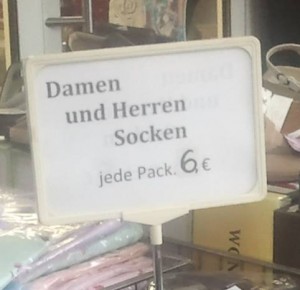 Damen
und Herren
Socken
jede Pack. 6,€